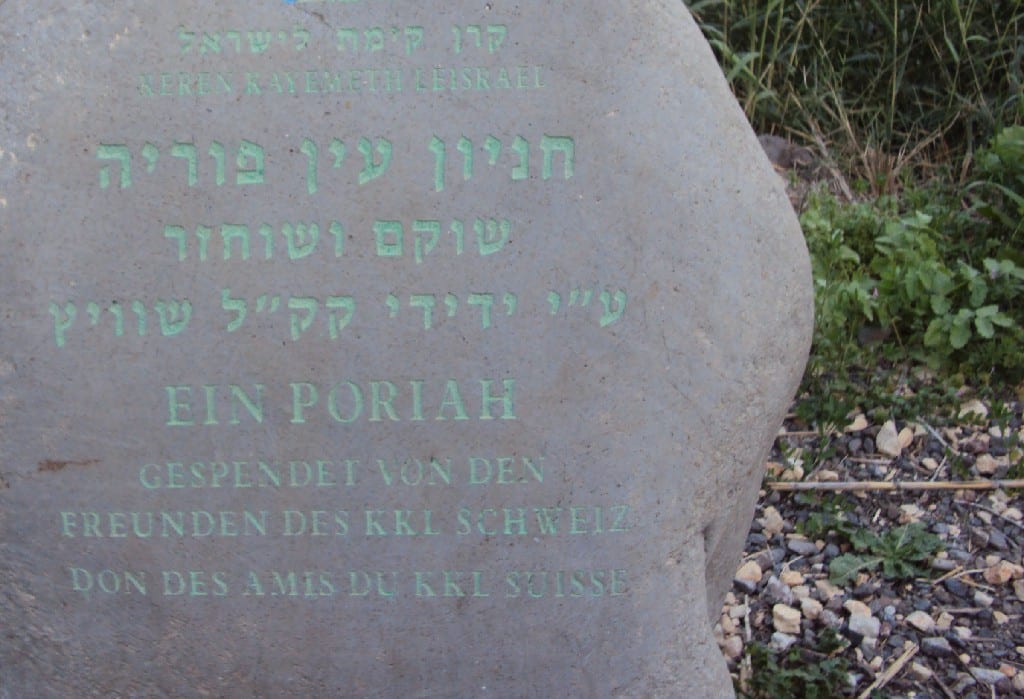 קרן קימת לישראל
KEREN KAYEMETH LEISRAEL
חניון עין פוריה
שוקם ושוחזר
ע״י ידידי קק״ל שוויץ
EIN PORIAH
GESPENDET VON DEN
FREUNDEN DES KKL SCHWEIZ
DON DES AMIS DU KKL SUISSE